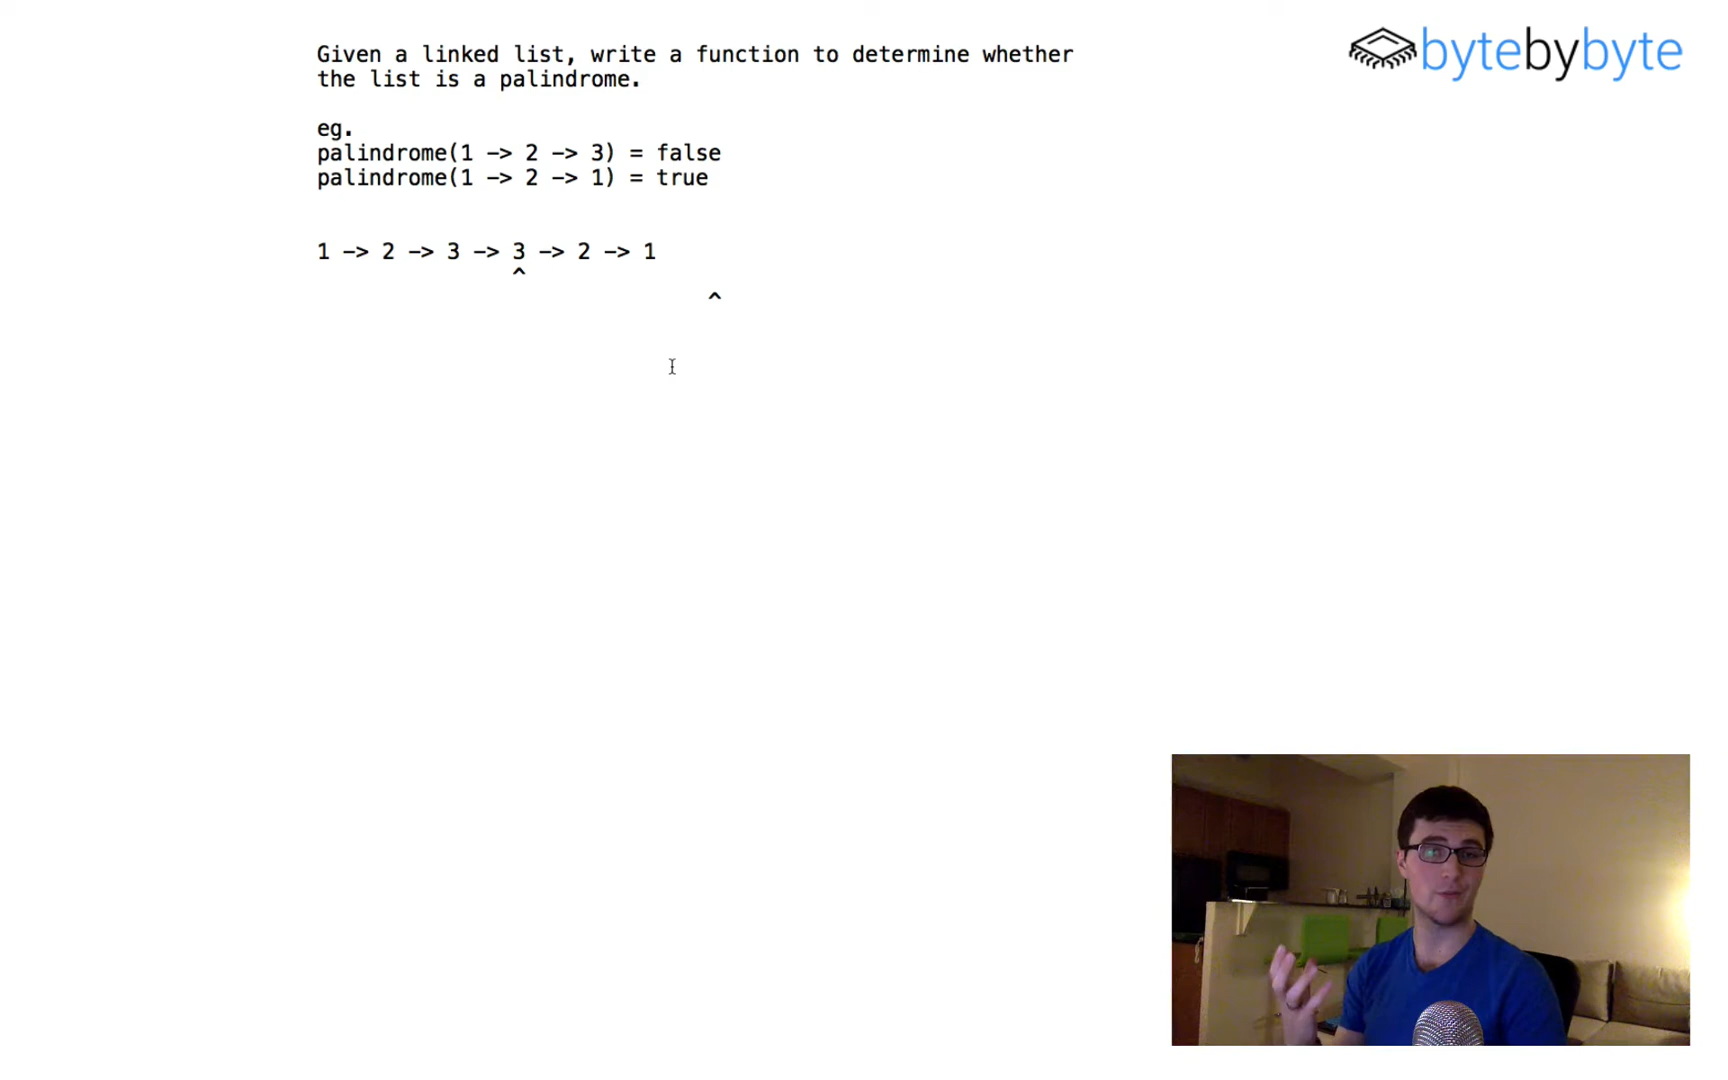 bytebybyte
Given a linked list, write a function to determine whether
the list is a palindrome.
eg.
palindrome(1 -> 2 -> 3) = false
palindrome(1 -> 2 -> 1) = true
1 -> 2 -> 3 -> 3 -> 2 -> 1
^
^